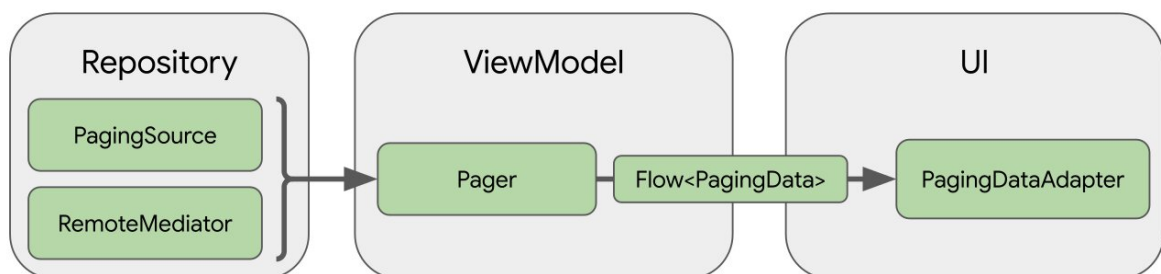 Repository
PagingSource
RemoteMediator
ViewModel
Pager
Flow<PagingData>
UI
PagingDataAdapter